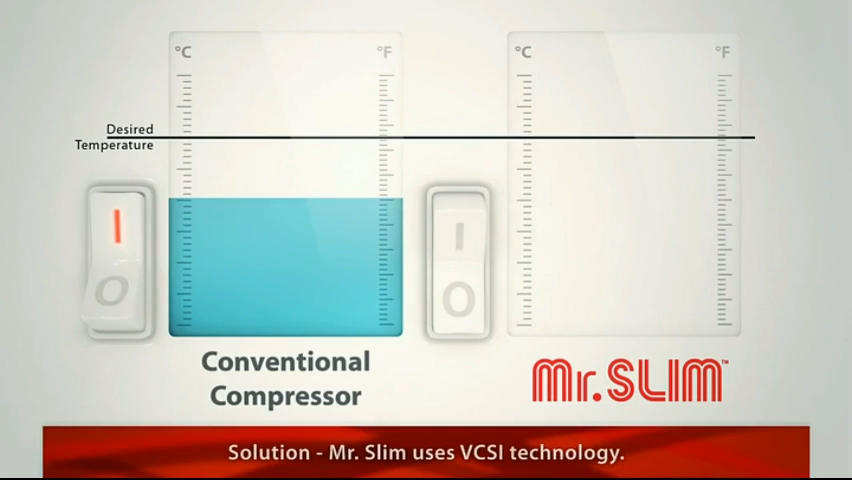 °C
°F
°C
°F
Desired
Temperature
I
O
I
O
Conventional
Compressor
Mr.SLIM™
Solution - Mr. Slim uses VCSI technology.